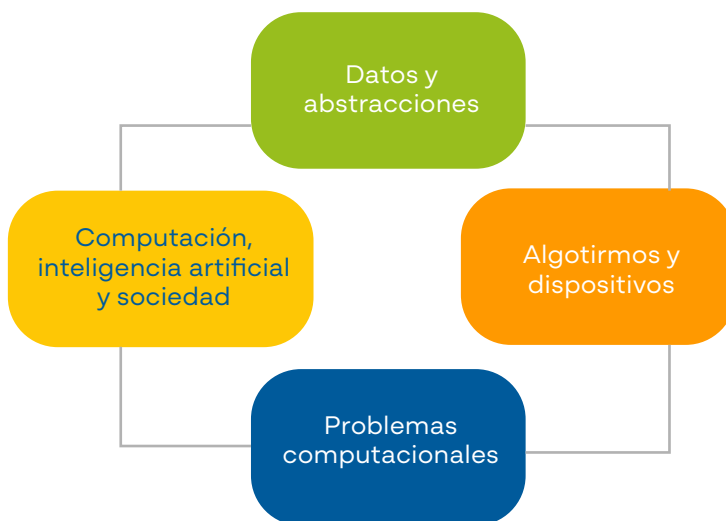 Datos y
abstracciones
Computación,
inteligencia artificial
y sociedad
Algotirmos y
dispositivos
Problemas
computacionales